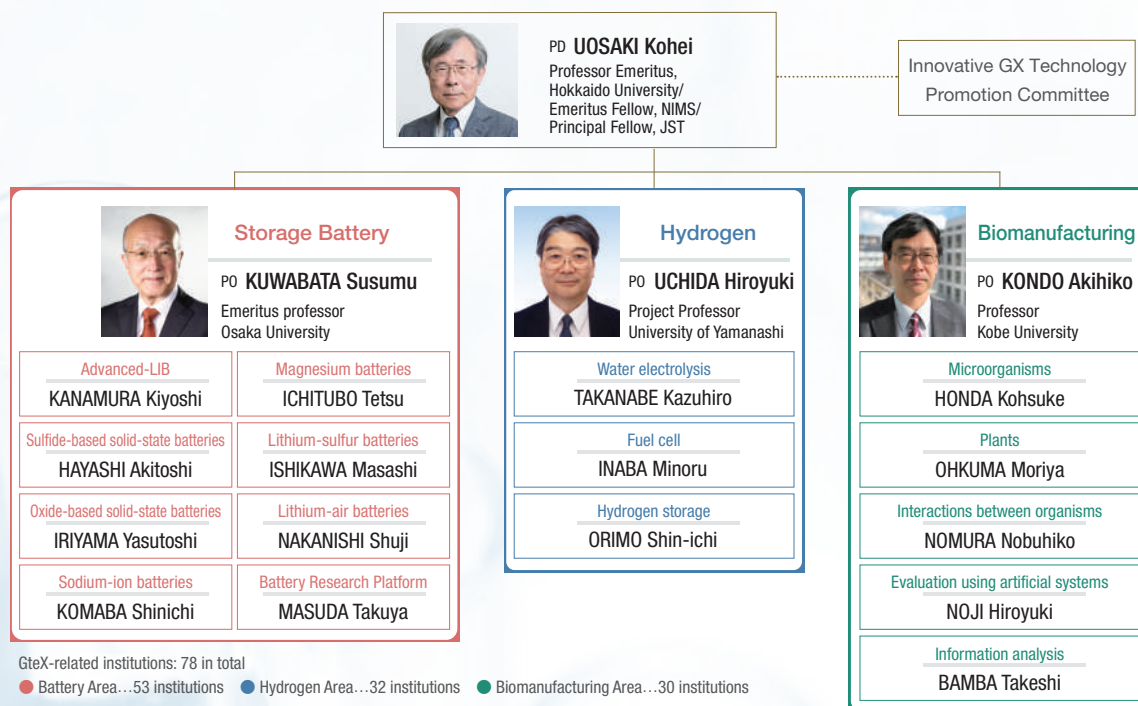 PD UOSAKI Kohei
Professor Emeritus,
Hokkaido University/
Emeritus Fellow, NIMS/
Principal Fellow, JST
Innovative GX Technology
Promotion Committee
Storage Battery
PO KUWABATA Susumu
Emeritus professor
Osaka University
Advanced-LIB
KANAMURA Kiyoshi
Magnesium batteries
ICHITUBO Tetsu
Sulfide-based solid-state batteries
HAYASHI Akitoshi
Lithium-sulfur batteries
ISHIKAWA Masashi
Oxide-based solid-state batteries
IRIYAMA Yasutoshi
Lithium-air batteries
NAKANISHI Shuji
Sodium-ion batteries
KOMABA Shinichi
Battery Research Platform
MASUDA Takuya
Hydrogen
PO UCHIDA Hiroyuki
Project Professor
University of Yamanashi
Water electrolysis
TAKANABE Kazuhiro
Fuel cell
INABA Minoru
Hydrogen storage
ORIMO Shin-ichi
Biomanufacturing
PO KONDO Akihiko
Professor
Kobe University
Microorganisms
HONDA Kohsuke
Plants
OHKUMA Moriya
Interactions between organisms
NOMURA Nobuhiko
Evaluation using artificial systems
NOJI Hiroyuki
Information analysis
BAMBA Takeshi
GteX-related institutions: 78 in total
Battery Area…53 institutions Hydrogen Area…32 institutions Biomanufacturing Area…30 institutions